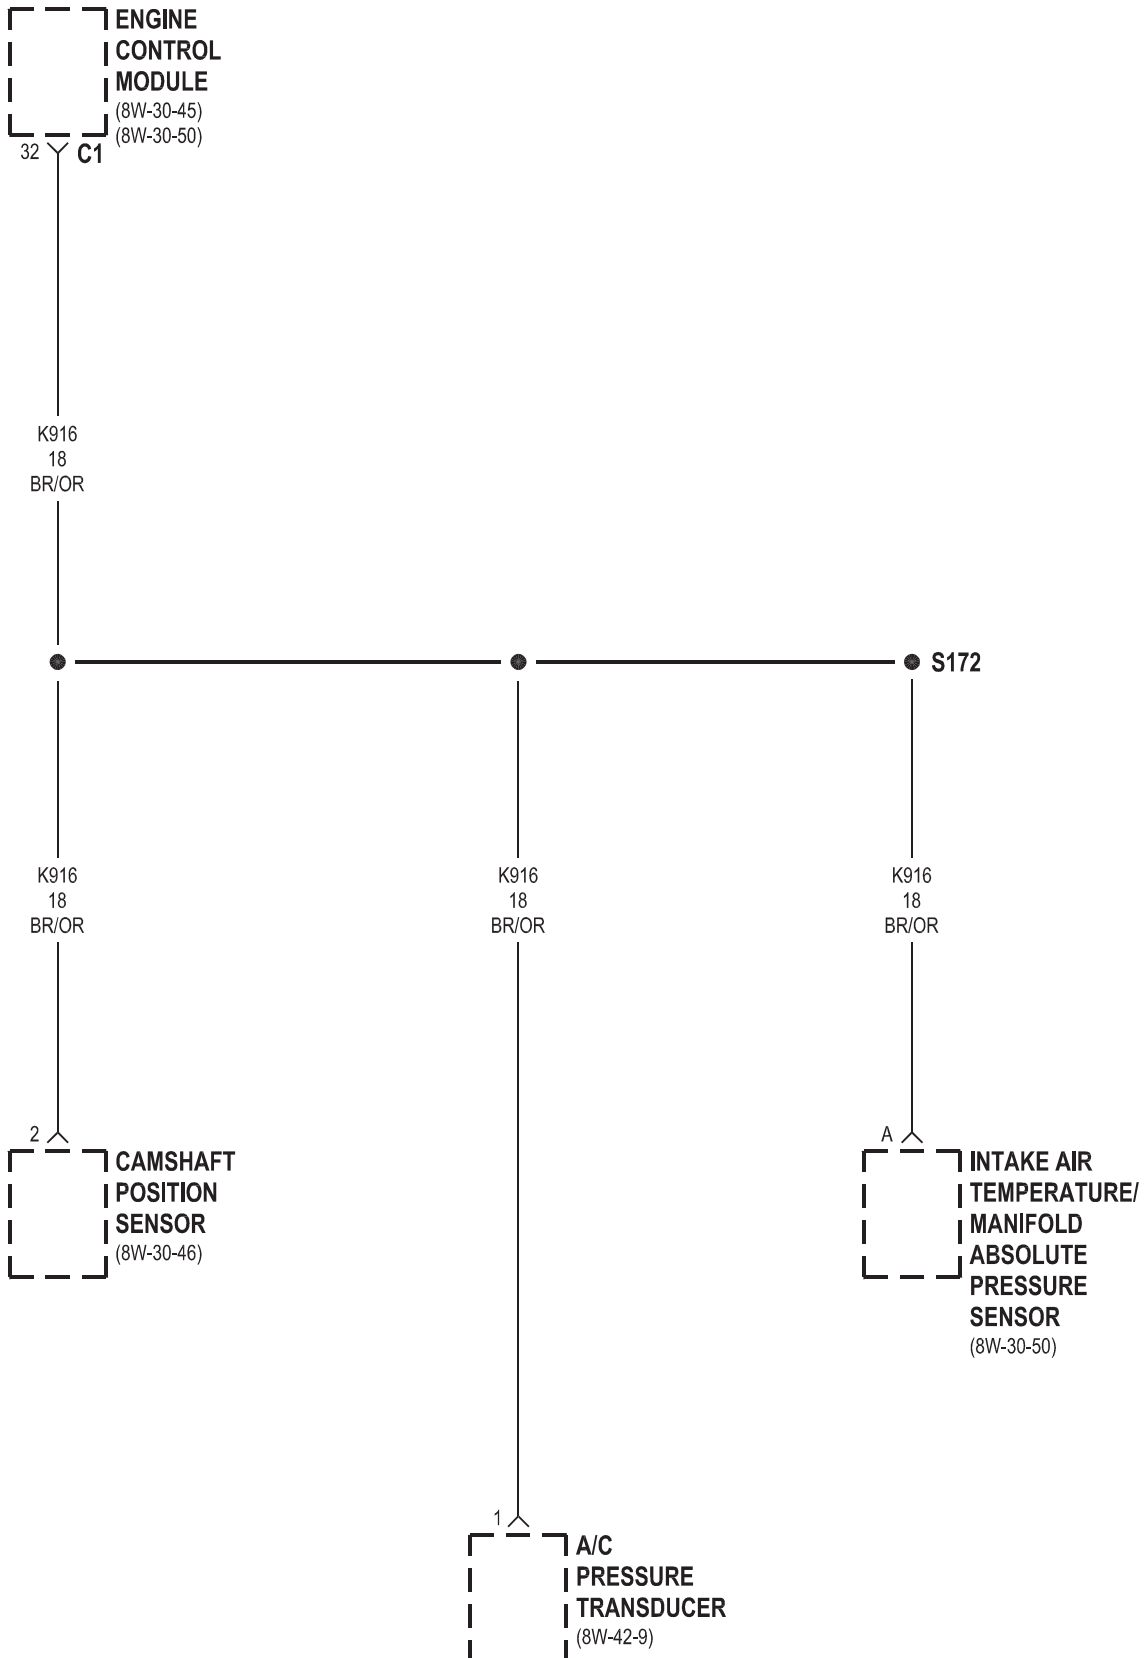 ENGINE
CONTROL
MODULE
(8W-30-45)
(8W-30-50)
32 C1
K916
18
BR/OR
S172
K916
18
BR/OR
K916
18
BR/OR
K916
18
BR/OR
2
CAMSHAFT
POSITION
SENSOR
(8W-30-46)
A
INTAKE AIR
TEMPERATURE/
MANIFOLD
ABSOLUTE
PRESSURE
SENSOR
(8W-30-50)
1
A/C
PRESSURE
TRANSDUCER
(8W-42-9)